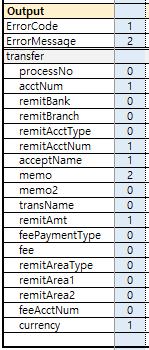 Output
ErrorCode 1
ErrorMessage 2
transfer
processNo 0
acctNum 1
remitBank 0
remitBranch 0
remitAcctType 0
remitAcctNum 1
acceptName 1
memo 2
memo2 0
transName 0
remitAmt 1
feePaymentType 0
fee 0
remitAreaType 0
remitArea1 0
remitArea2 0
feeAcctNum 0
currency 1